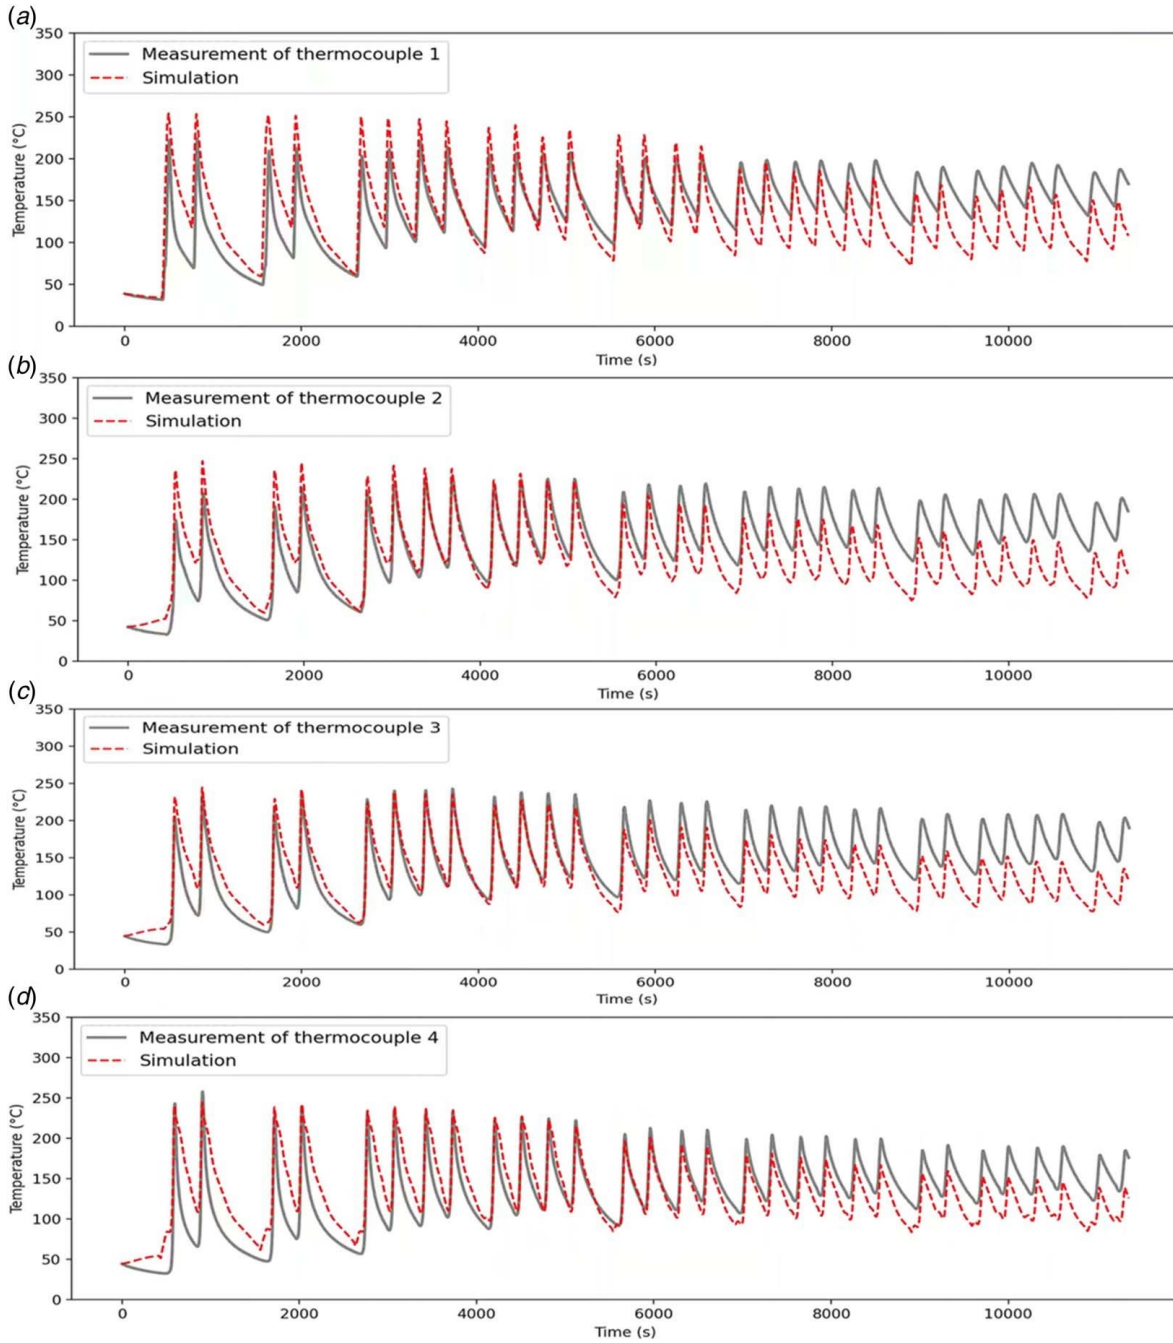 (a)
350
300
250
200
150
100
50
0
Temperature (°C)
Measurement of thermocouple 1
Simulation
0 2000 4000 6000 8000 10000
Time (s)
(b)
350
300
250
200
150
100
50
0
Temperature (°C)
Measurement of thermocouple 2
Simulation
0 2000 4000 6000 8000 10000
Time (s)
(c)
350
300
250
200
150
100
50
0
Temperature (°C)
Measurement of thermocouple 3
Simulation
0 2000 4000 6000 8000 10000
Time (s)
(d)
350
300
250
200
150
100
50
0
Temperature (°C)
Measurement of thermocouple 4
Simulation
0 2000 4000 6000 8000 10000
Time (s)